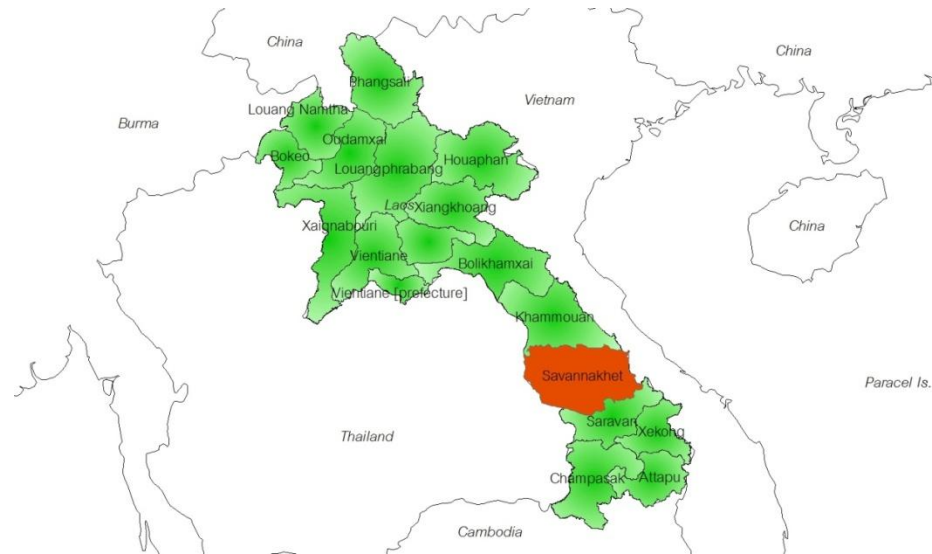 China
China
Phangsali
Vietnam
Louang Namtha
Burma
Oudamxai
Bokeo
Houaphan
Louangphrabang
Laos
Xiangkhoang
Xaignabouri
China
Vientiane
Bolikhamxai
Vientiane [prefecture]
Khammouan
Savannakhet
Paracel Is.
Saravan
Xekong
Thailand
Champasak
Attapu
Cambodia